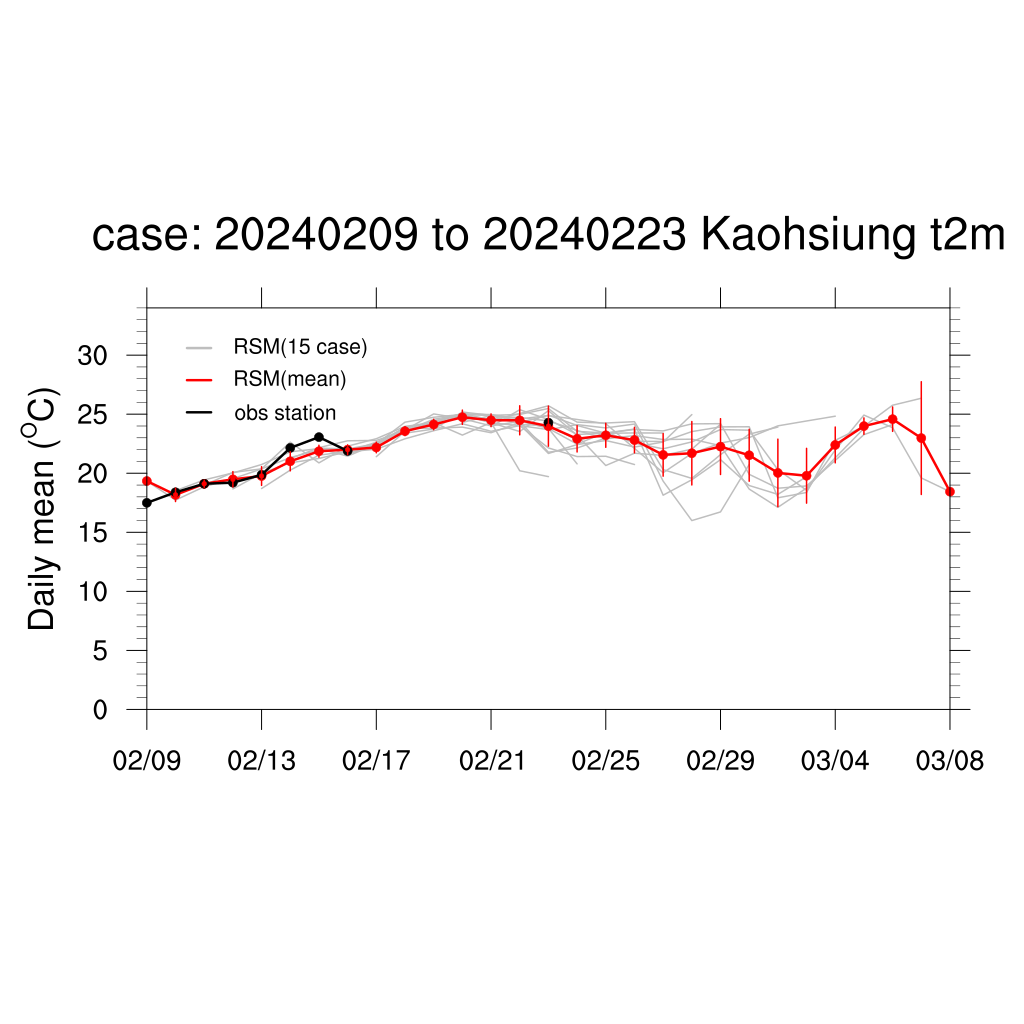 case: 20240209 to 20240223 Kaohsiung t2m
RSM(15 case)
RSM(mean)
obs station
Daily mean (OC)
30
25
20
15
10
5
0
02/09 02/13 02/17 02/21 02/25 02/29 03/04 03/08